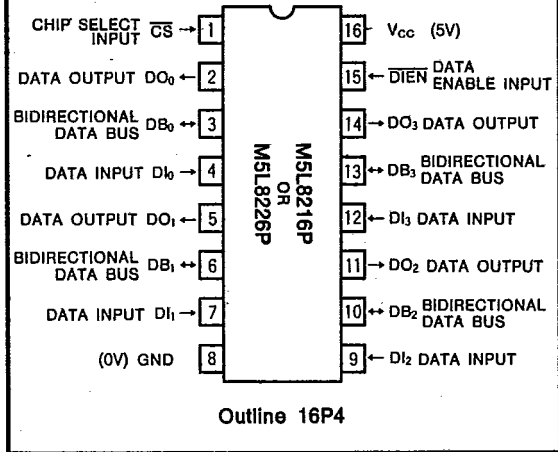 CHIP SELECT
INPUT C̅S̅ → 1
DATA OUTPUT DO₀ ← 2
BIDIRECTIONAL
DATA BUS DB₀ ↔ 3
DATA INPUT DI₀ → 4
DATA OUTPUT DO₁ ← 5
BIDIRECTIONAL
DATA BUS DB₁ ↔ 6
DATA INPUT DI₁ → 7
(0V) GND 8
M5L8216P
OR
M5L8226P
16 VCC (5V)
15 ← D̅I̅E̅N̅ DATA
ENABLE INPUT
14 → DO₃ DATA OUTPUT
13 ↔ DB₃ BIDIRECTIONAL
DATA BUS
12 ← DI₃ DATA INPUT
11 → DO₂ DATA OUTPUT
10 ↔ DB₂ BIDIRECTIONAL
DATA BUS
9 ← DI₂ DATA INPUT
Outline 16P4